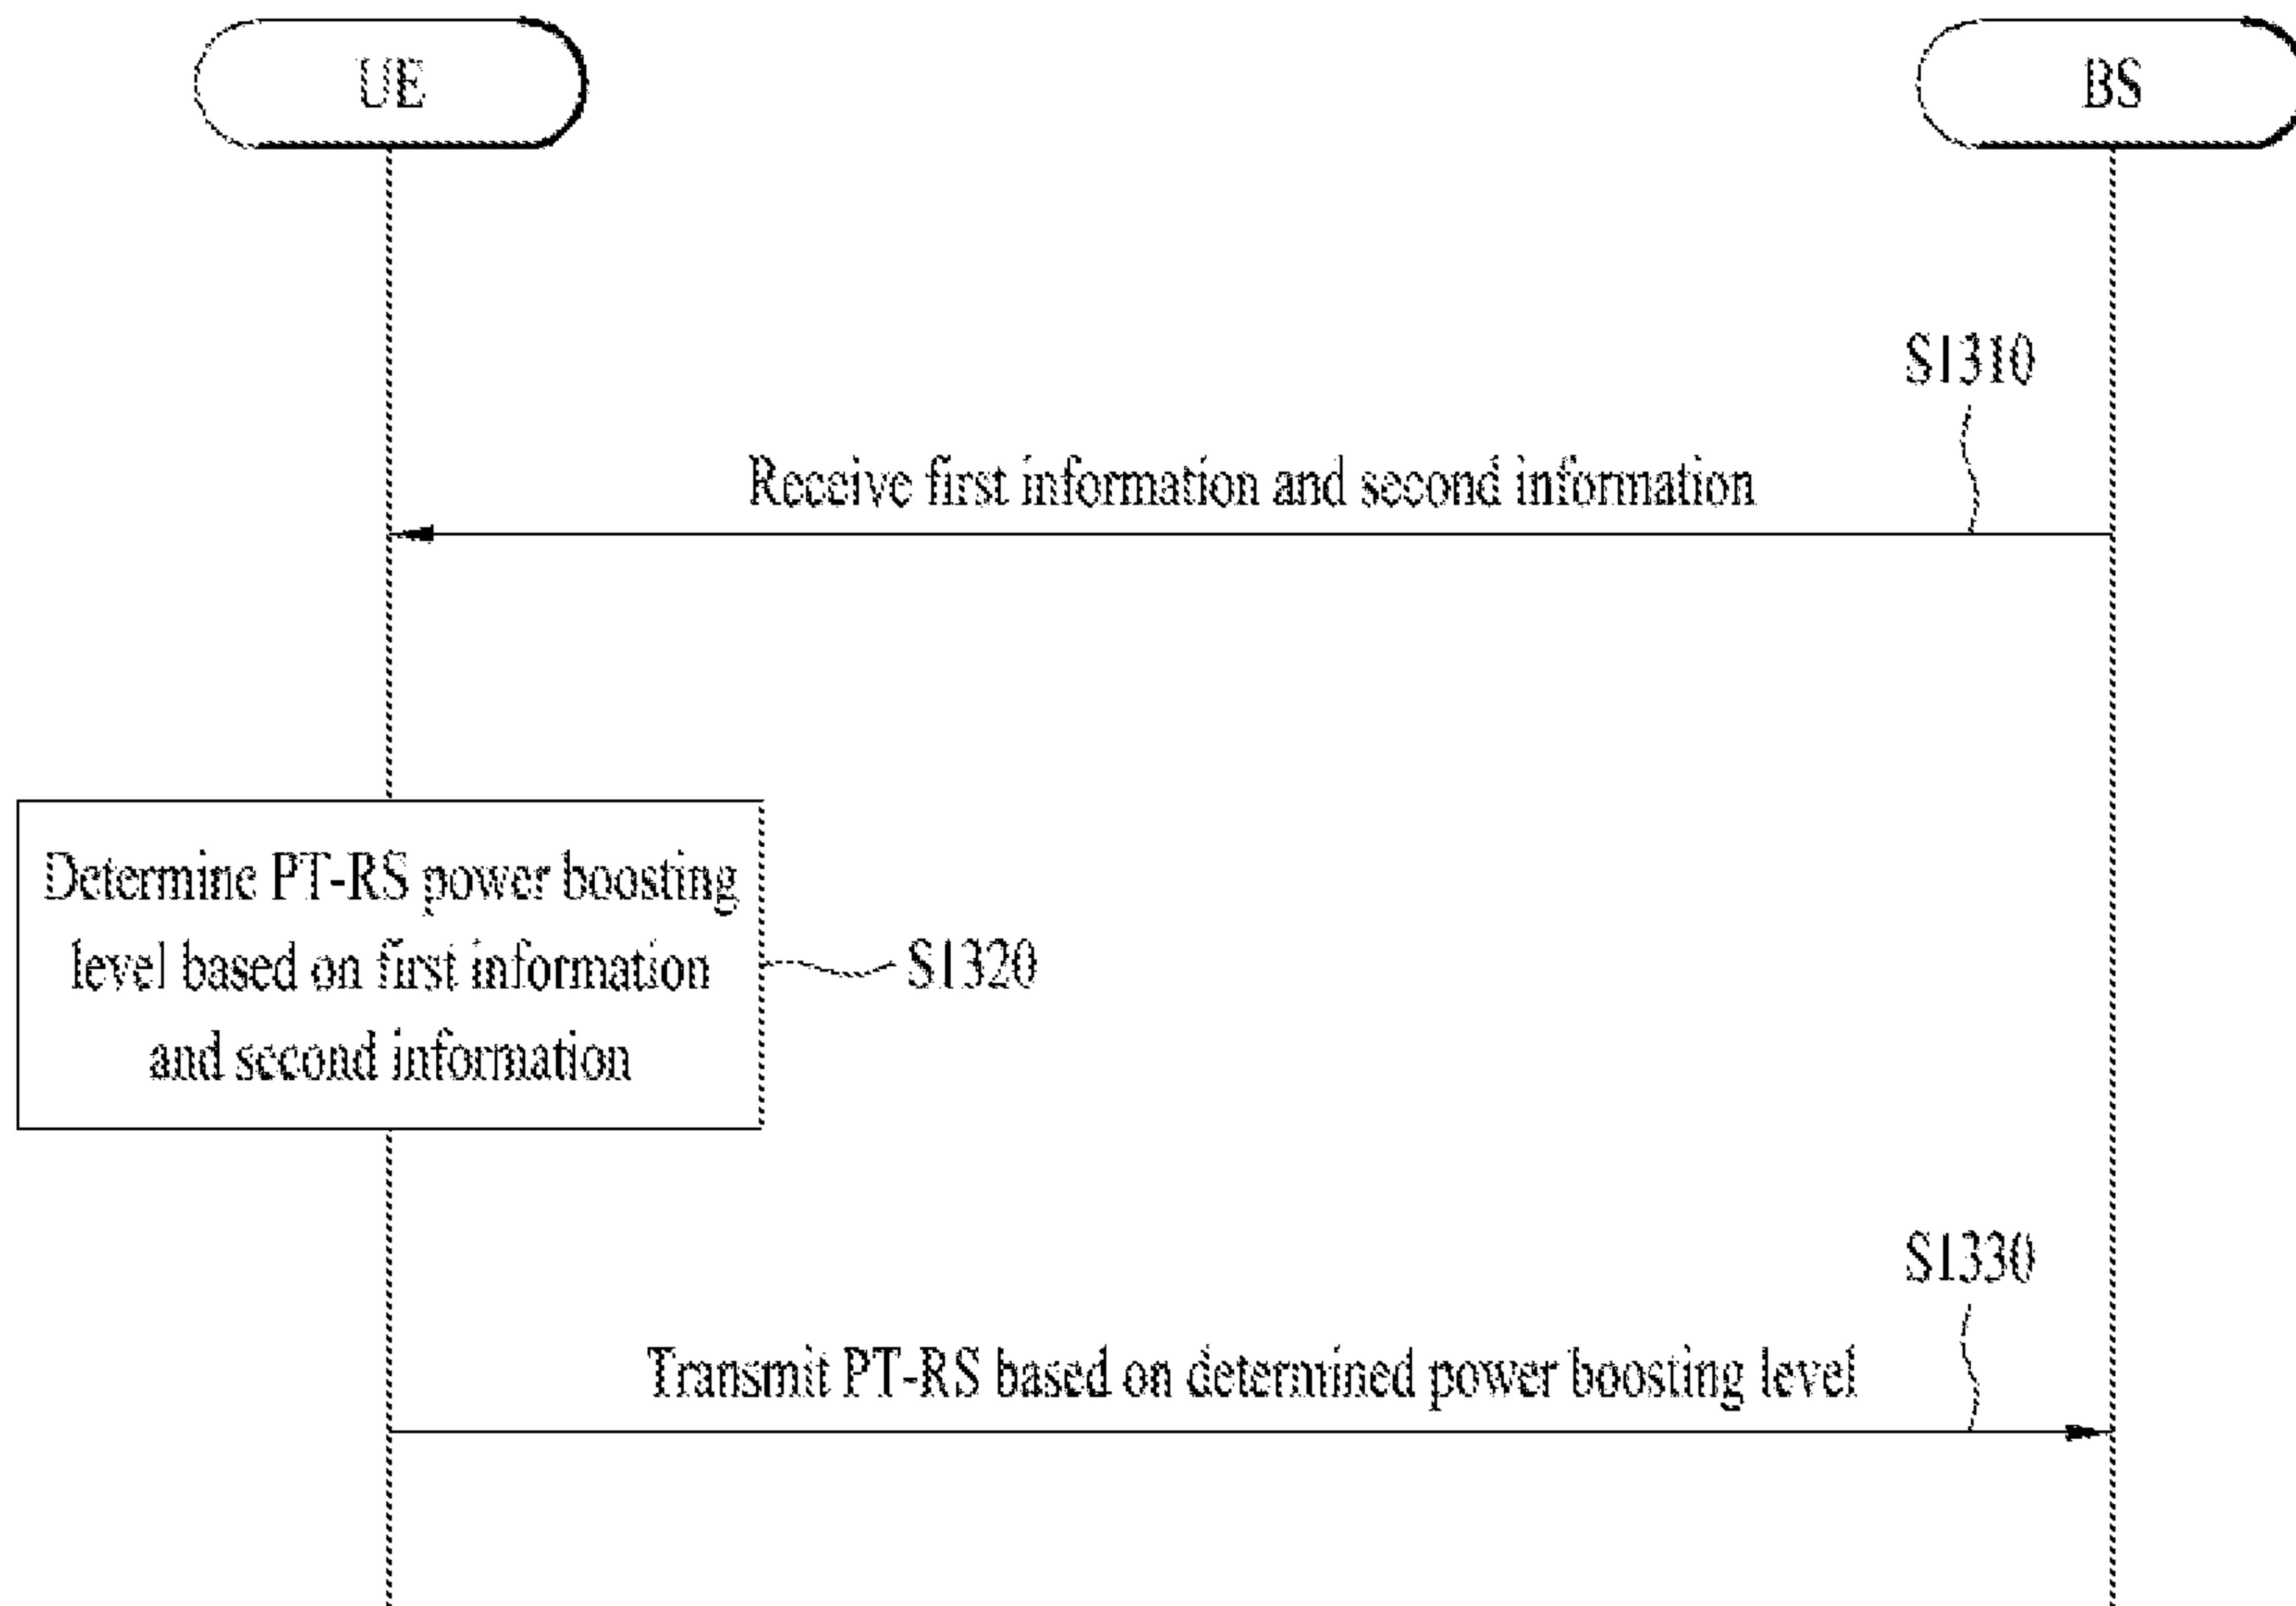 UE
BS
S1310
Receive first information and second information
Determine PT-RS power boosting
level based on first information
and second information
S1320
S1330
Transmit PT-RS based on determined power boosting level